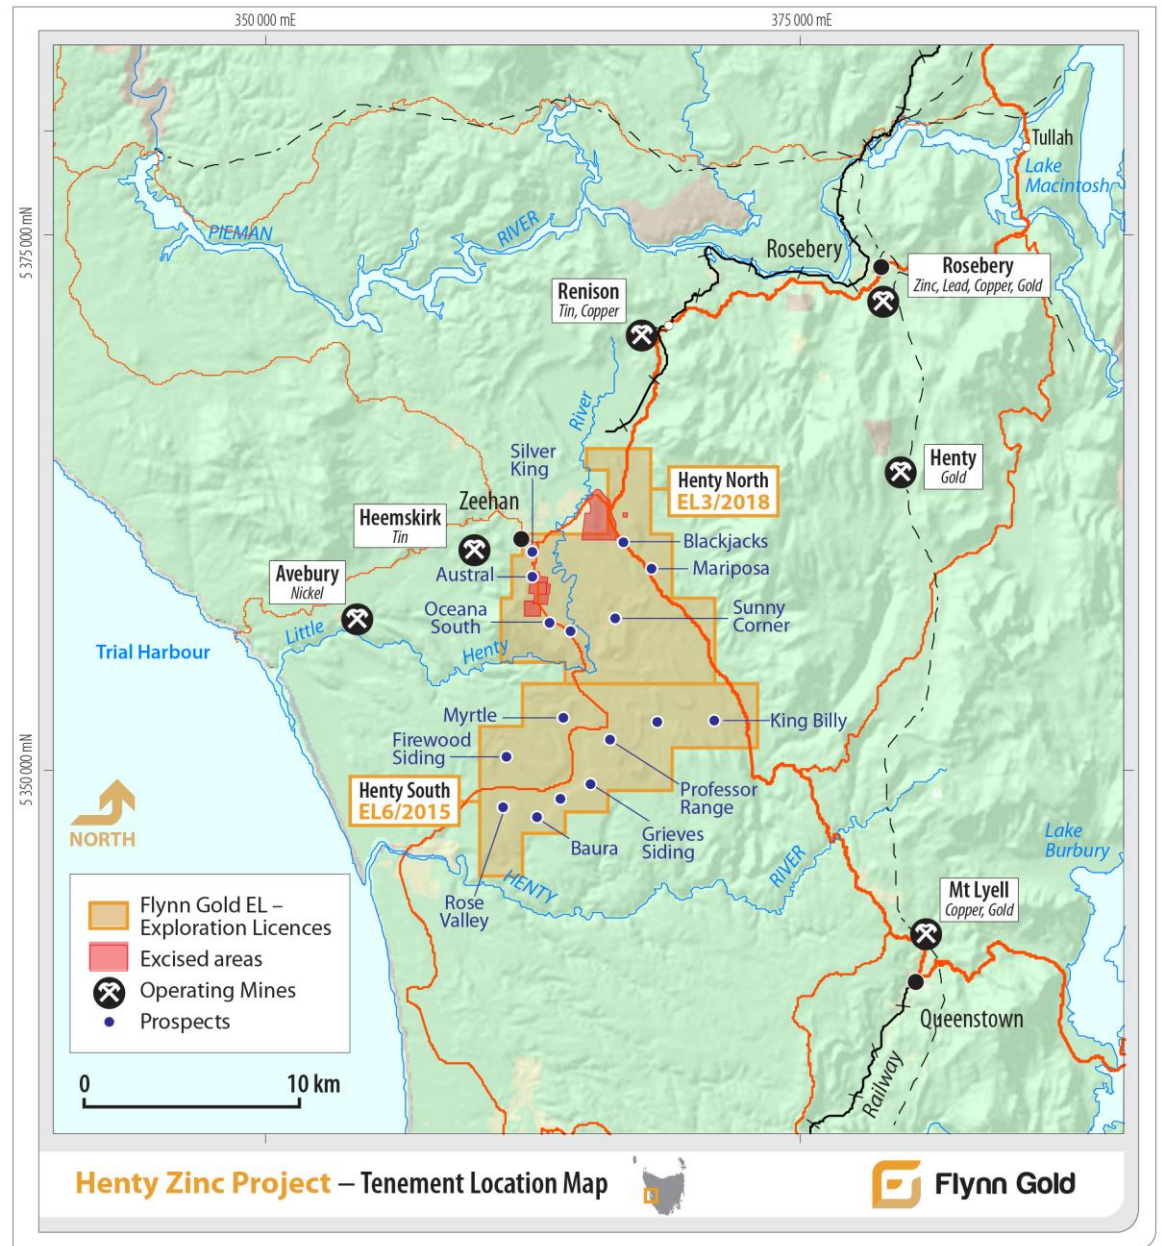 350 000 mE
375 000 mE
5 375 000 mN
5 350 000 mN
Tullah
Lake
Macintosh
PIEMAN
RIVER
Rosebery
Rosebery
Zinc, Lead, Copper, Gold
Renison
Tin, Copper
River
Silver
King
Zeehan
Henty North
EL3/2018
Henty
Gold
Heemskirk
Tin
Blackjacks
Mariposa
Austral
Avebury
Nickel
Oceana
South
Sunny
Corner
Little
Henty
Trial Harbour
Myrtle
King Billy
Firewood
Siding
Henty South
EL6/2015
Professor
Range
Grieves
Siding
Baura
NORTH
Rose
Valley
HENTY
RIVER
Lake
Burbury
Mt Lyell
Copper, Gold
Queenstown
Railway
Flynn Gold EL –
Exploration Licences
Excised areas
Operating Mines
Prospects
0 10 km
Henty Zinc Project – Tenement Location Map
Flynn Gold